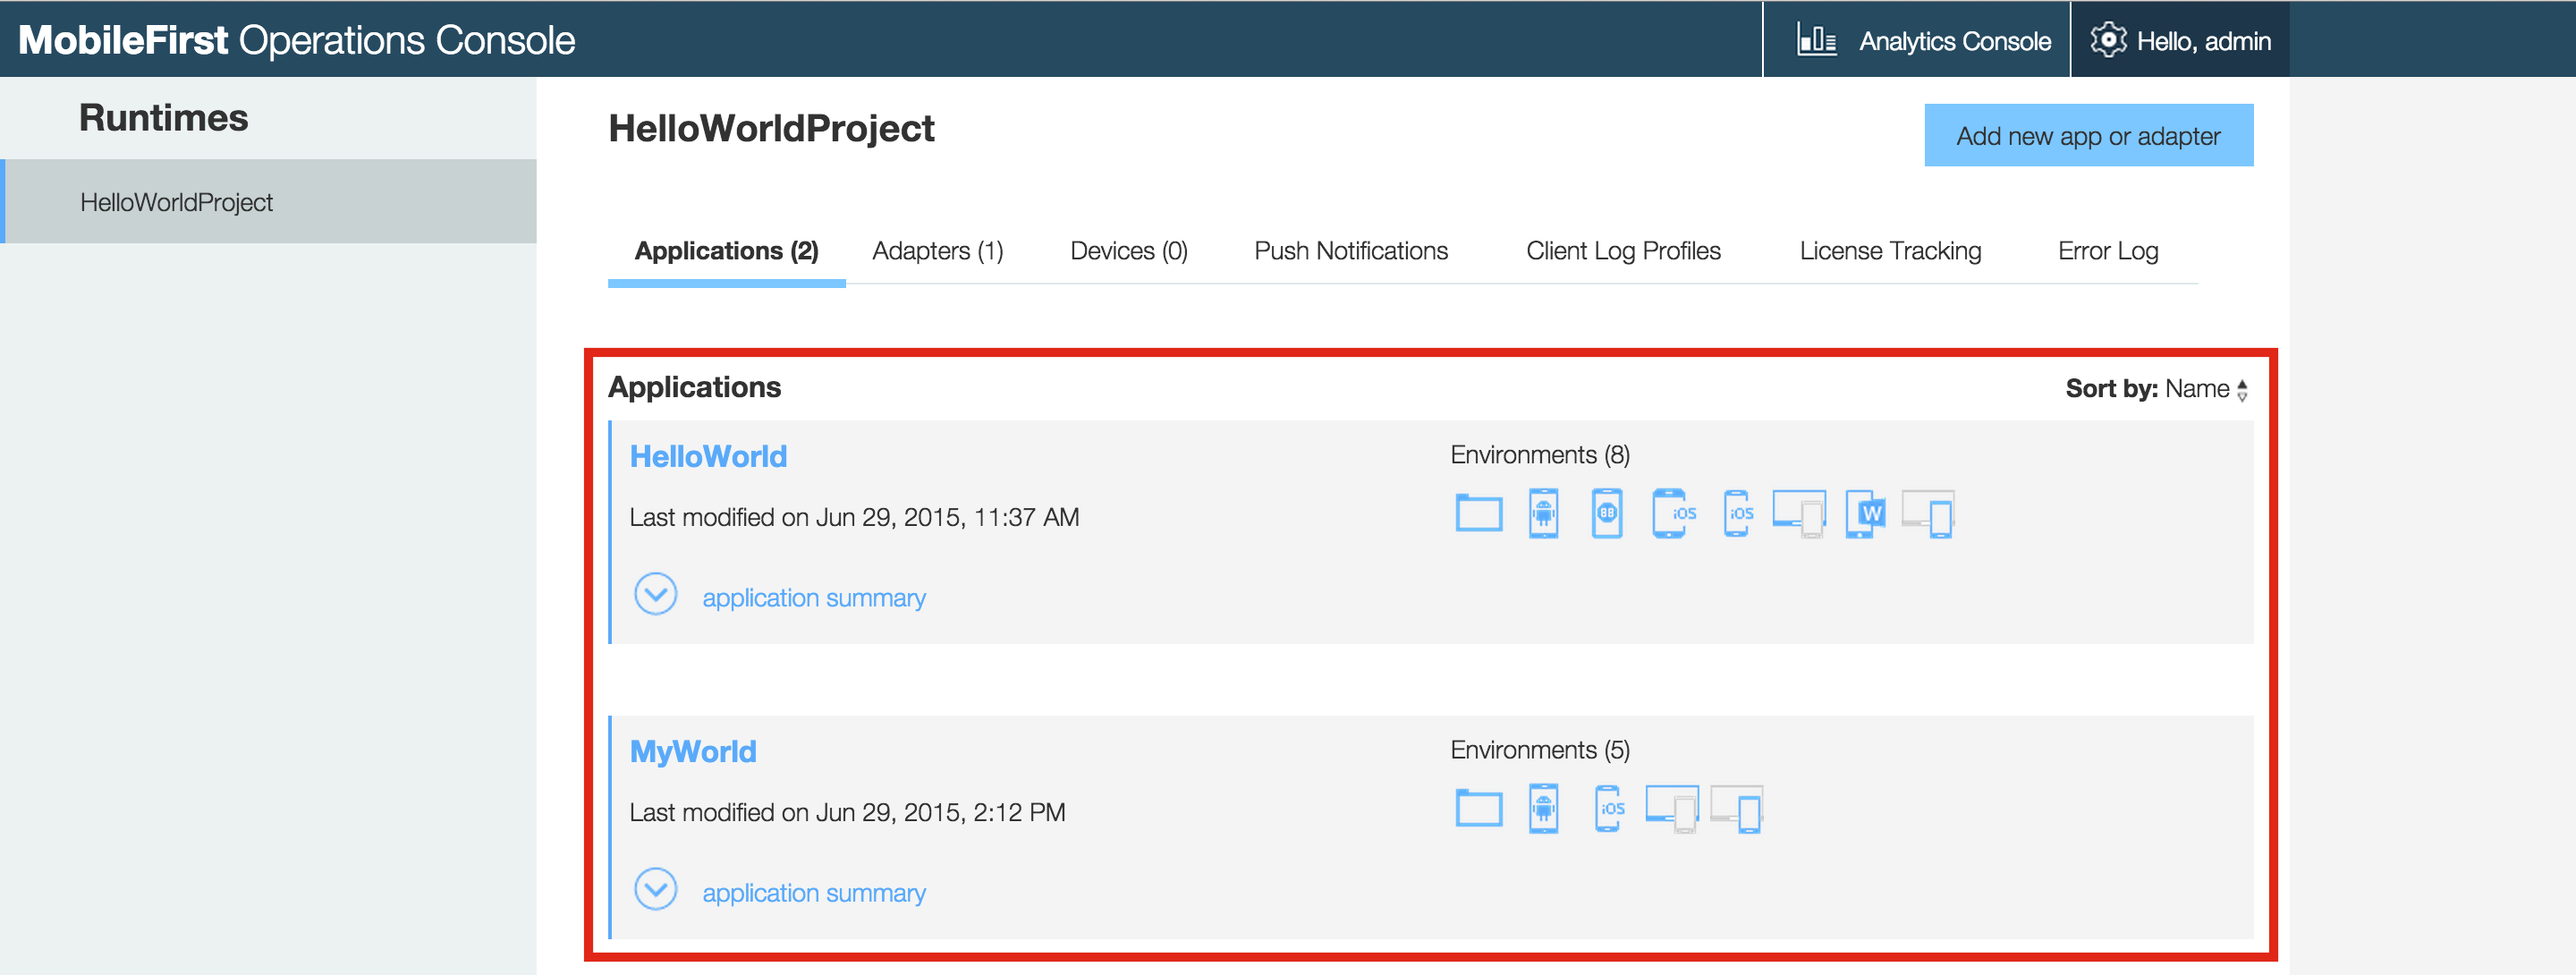 MobileFirst Operations Console
Analytics Console
Hello, admin
Runtimes
HelloWorldProject
HelloWorldProject
Add new app or adapter
Applications (2)
Adapters (1)
Devices (0)
Push Notifications
Client Log Profiles
License Tracking
Error Log
Applications
Sort by: Name
HelloWorld
Environments (8)
iOS
iOS
W
Last modified on Jun 29, 2015, 11:37 AM
application summary
MyWorld
Environments (5)
iOS
Last modified on Jun 29, 2015, 2:12 PM
application summary